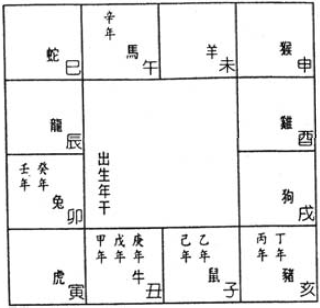 蛇 巳
辛年 馬 午
羊 未
猴 申
龍 辰
雞 酉
癸年 壬年 兔 卯
出生年干
狗 戌
虎 寅
庚年 戊年 甲年 牛 丑
乙年 己年 鼠 子
丁年 丙年 豬 亥